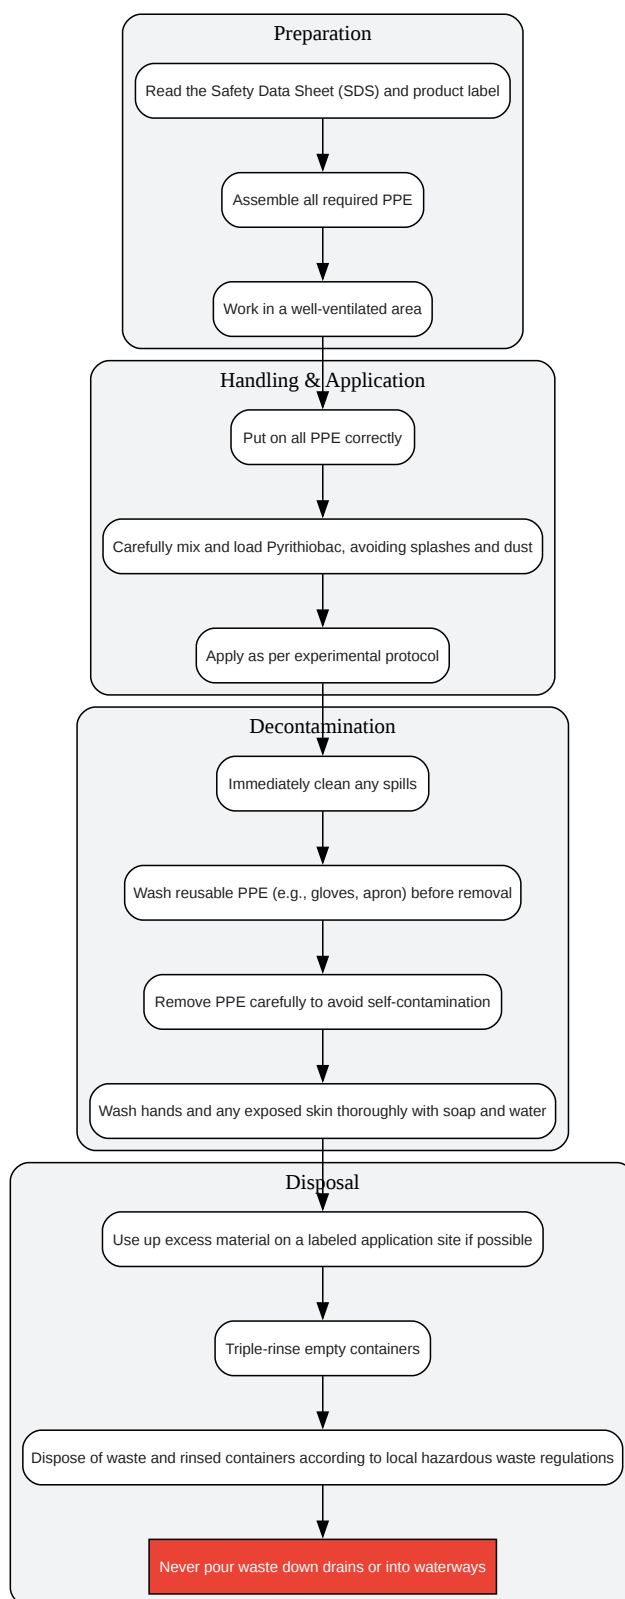 Preparation
Read the Safety Data Sheet (SDS) and product label
Assemble all required PPE
Work in a well-ventilated area
Handling & Application
Put on all PPE correctly
Carefully mix and load Pyrithiobac, avoiding splashes and dust
Apply as per experimental protocol
Decontamination
Immediately clean any spills
Wash reusable PPE (e.g., gloves, apron) before removal
Remove PPE carefully to avoid self-contamination
Wash hands and any exposed skin thoroughly with soap and water
Disposal
Use up excess material on a labeled application site if possible
Triple-rinse empty containers
Dispose of waste and rinsed containers according to local hazardous waste regulations
Never pour waste down drains or into waterways